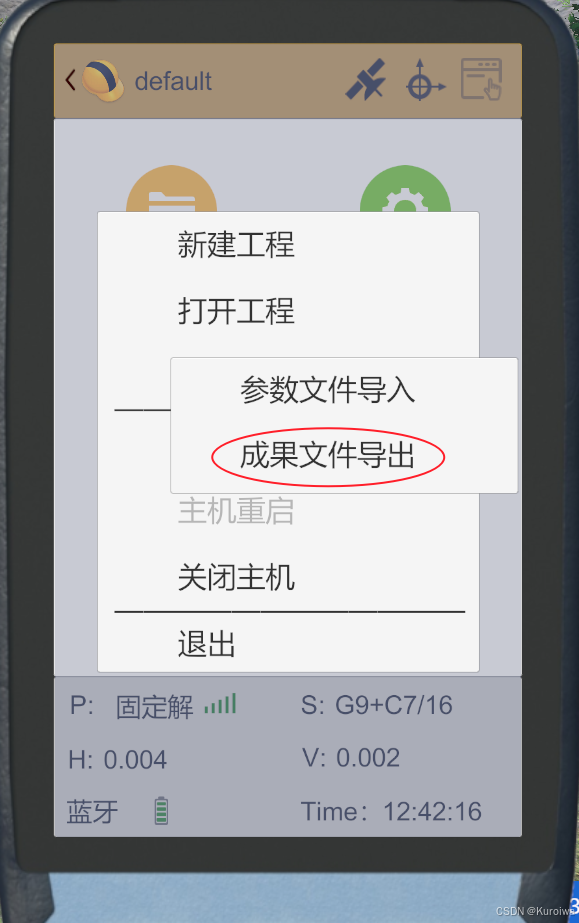 default
新建工程
打开工程
参数文件导入
成果文件导出
主机重启
关闭主机
退出
P: 固定解 S: G9+C7/16
H: 0.004 V: 0.002
蓝牙 Time: 12:42:16
3
CSDN @Kuroiwa